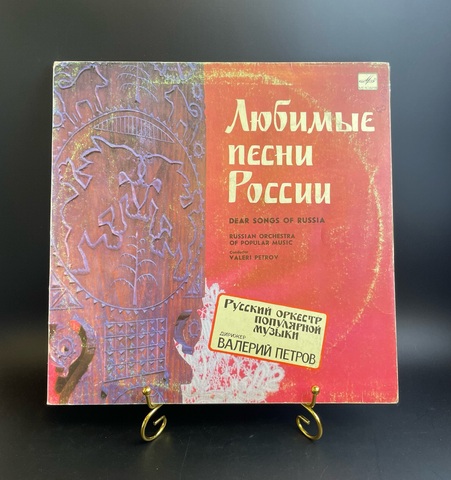 Любимые
песни
России
DEAR SONGS OF RUSSIA
RUSSIAN ORCHESTRA
OF POPULAR MUSIC
VALERI PETROV
Русский оркестр
популярной
музыки
ДИРИЖЕР
ВАЛЕРИЙ ПЕТРОВ